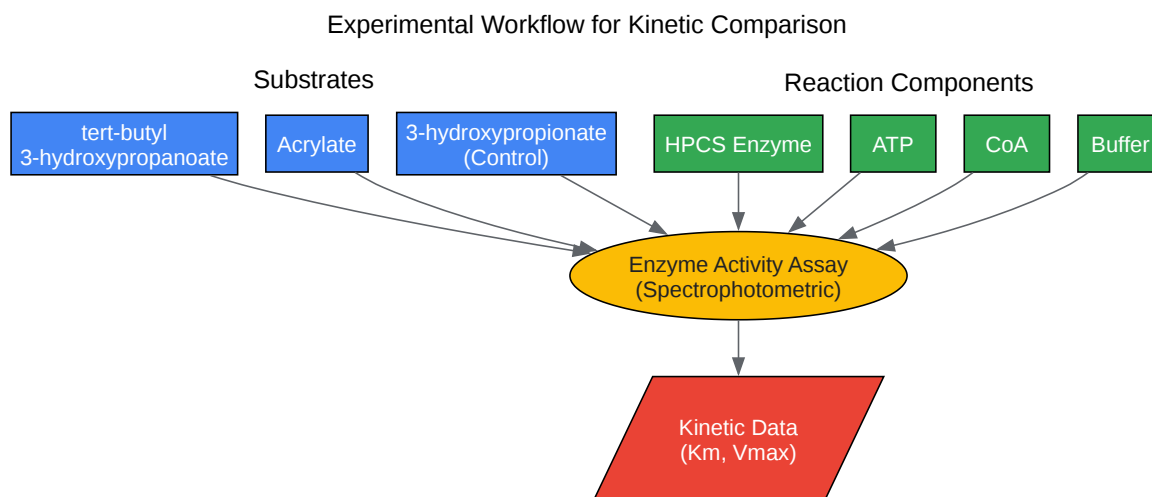 Experimental Workflow for Kinetic Comparison
Substrates
Reaction Components
tert-butyl
3-hydroxypropanoate
Acrylate
3-hydroxypropionate
(Control)
HPCS Enzyme
ATP
CoA
Buffer
Enzyme Activity Assay
(Spectrophotometric)
Kinetic Data
(Km, Vmax)